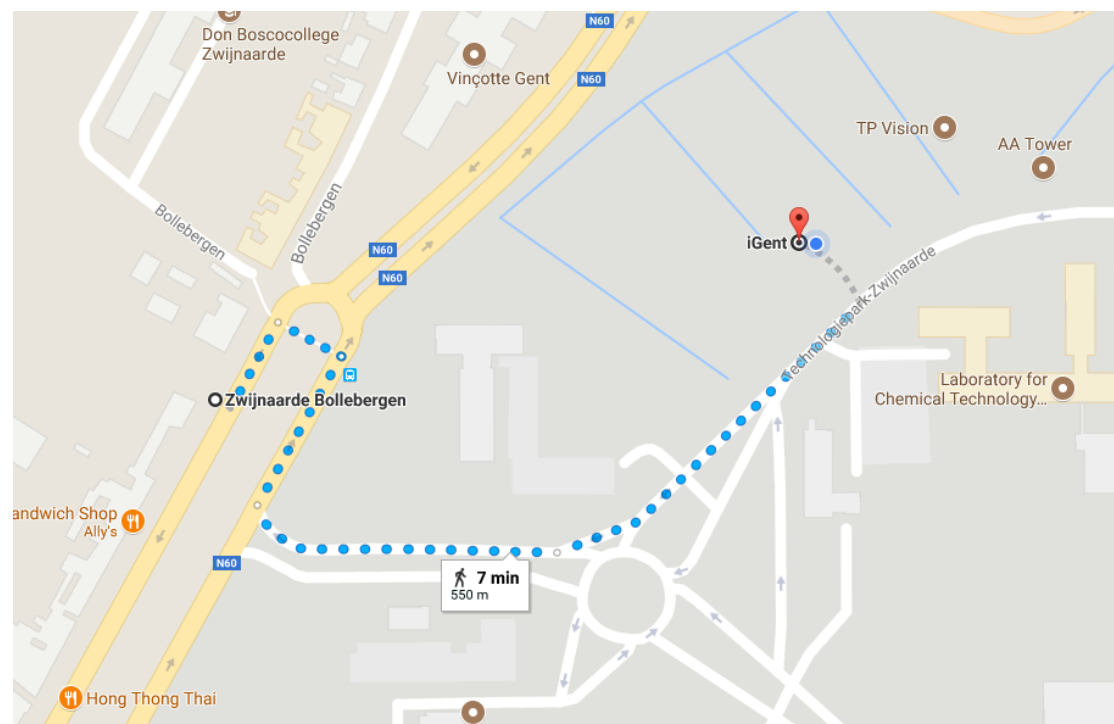 Don Boscocollege
Zwijnaarde
Vinçotte Gent
N60
N60
TP Vision
AA Tower
Bollebergen
Bollebergen
N60
N60
iGent
Technologiepark-Zwijnaarde
Zwijnaarde Bollebergen
Laboratory for
Chemical Technology...
andwich Shop
Ally's
N60
7 min
550 m
Hong Thong Thai